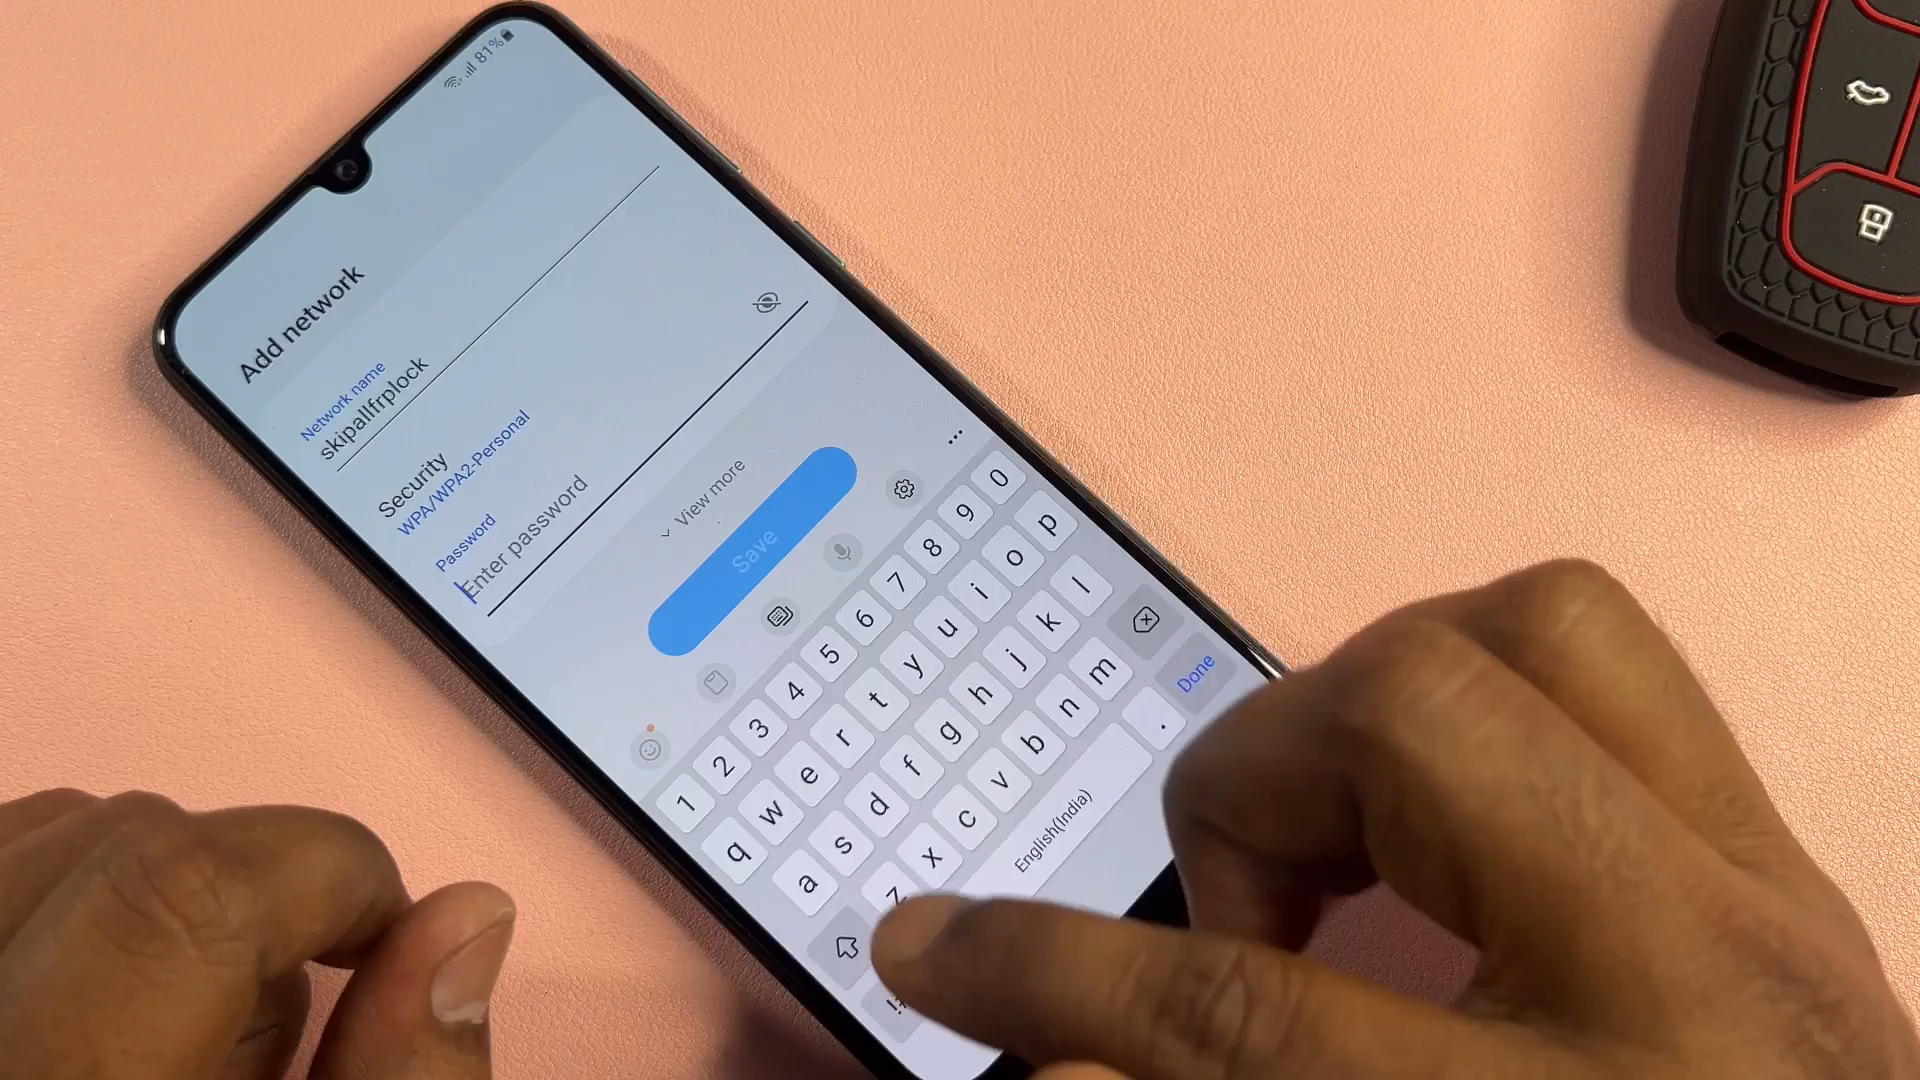 81%
Add network
Network name
skipallfrplock
Security
WPA/WPA2-Personal
Password
Enter password
View more
Save
1 2 3 4 5 6 7 8 9 0
q w e r t y u i o p
a s d f g h j k l
z x c v b n m
English(India) . Done